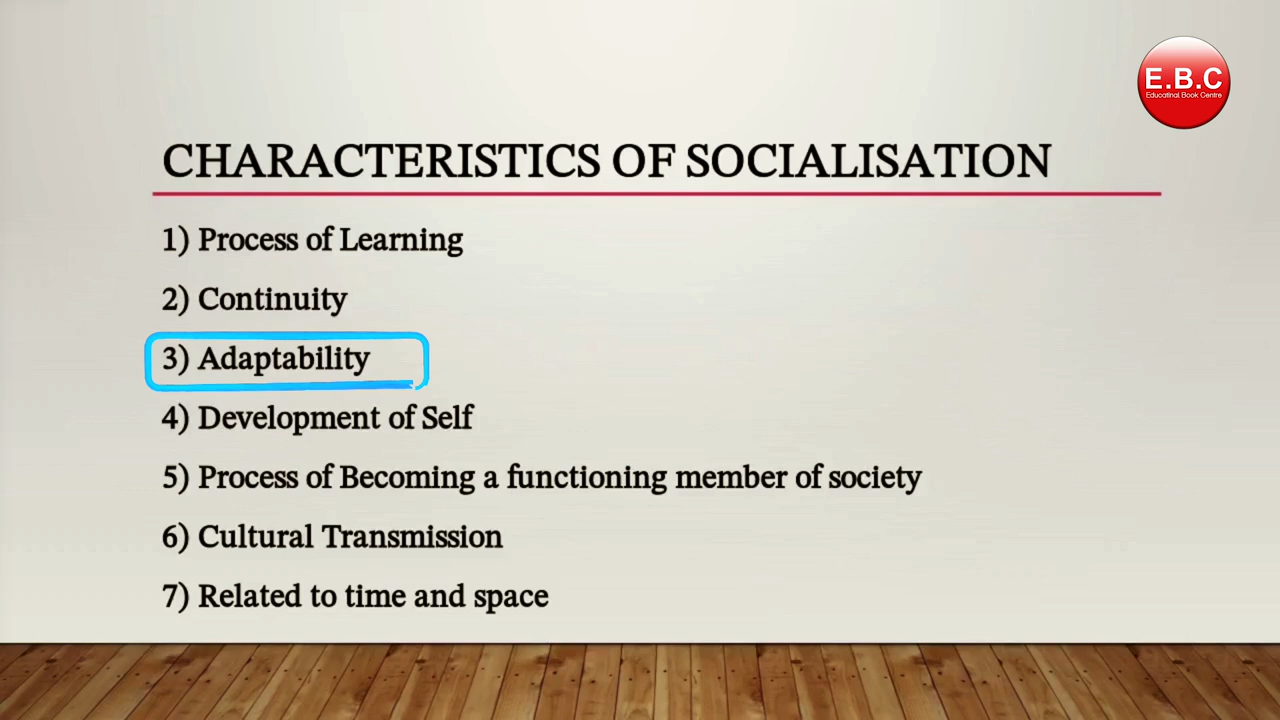 E.B.C
Educatinal Book Centre
CHARACTERISTICS OF SOCIALISATION
1) Process of Learning
2) Continuity
3) Adaptability
4) Development of Self
5) Process of Becoming a functioning member of society
6) Cultural Transmission
7) Related to time and space